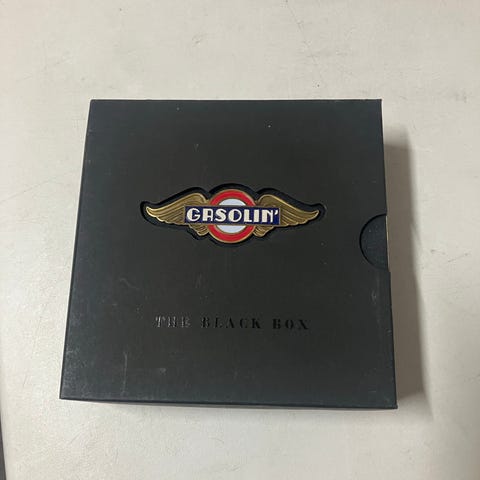 GASOLIN'
THE BLACK BOX